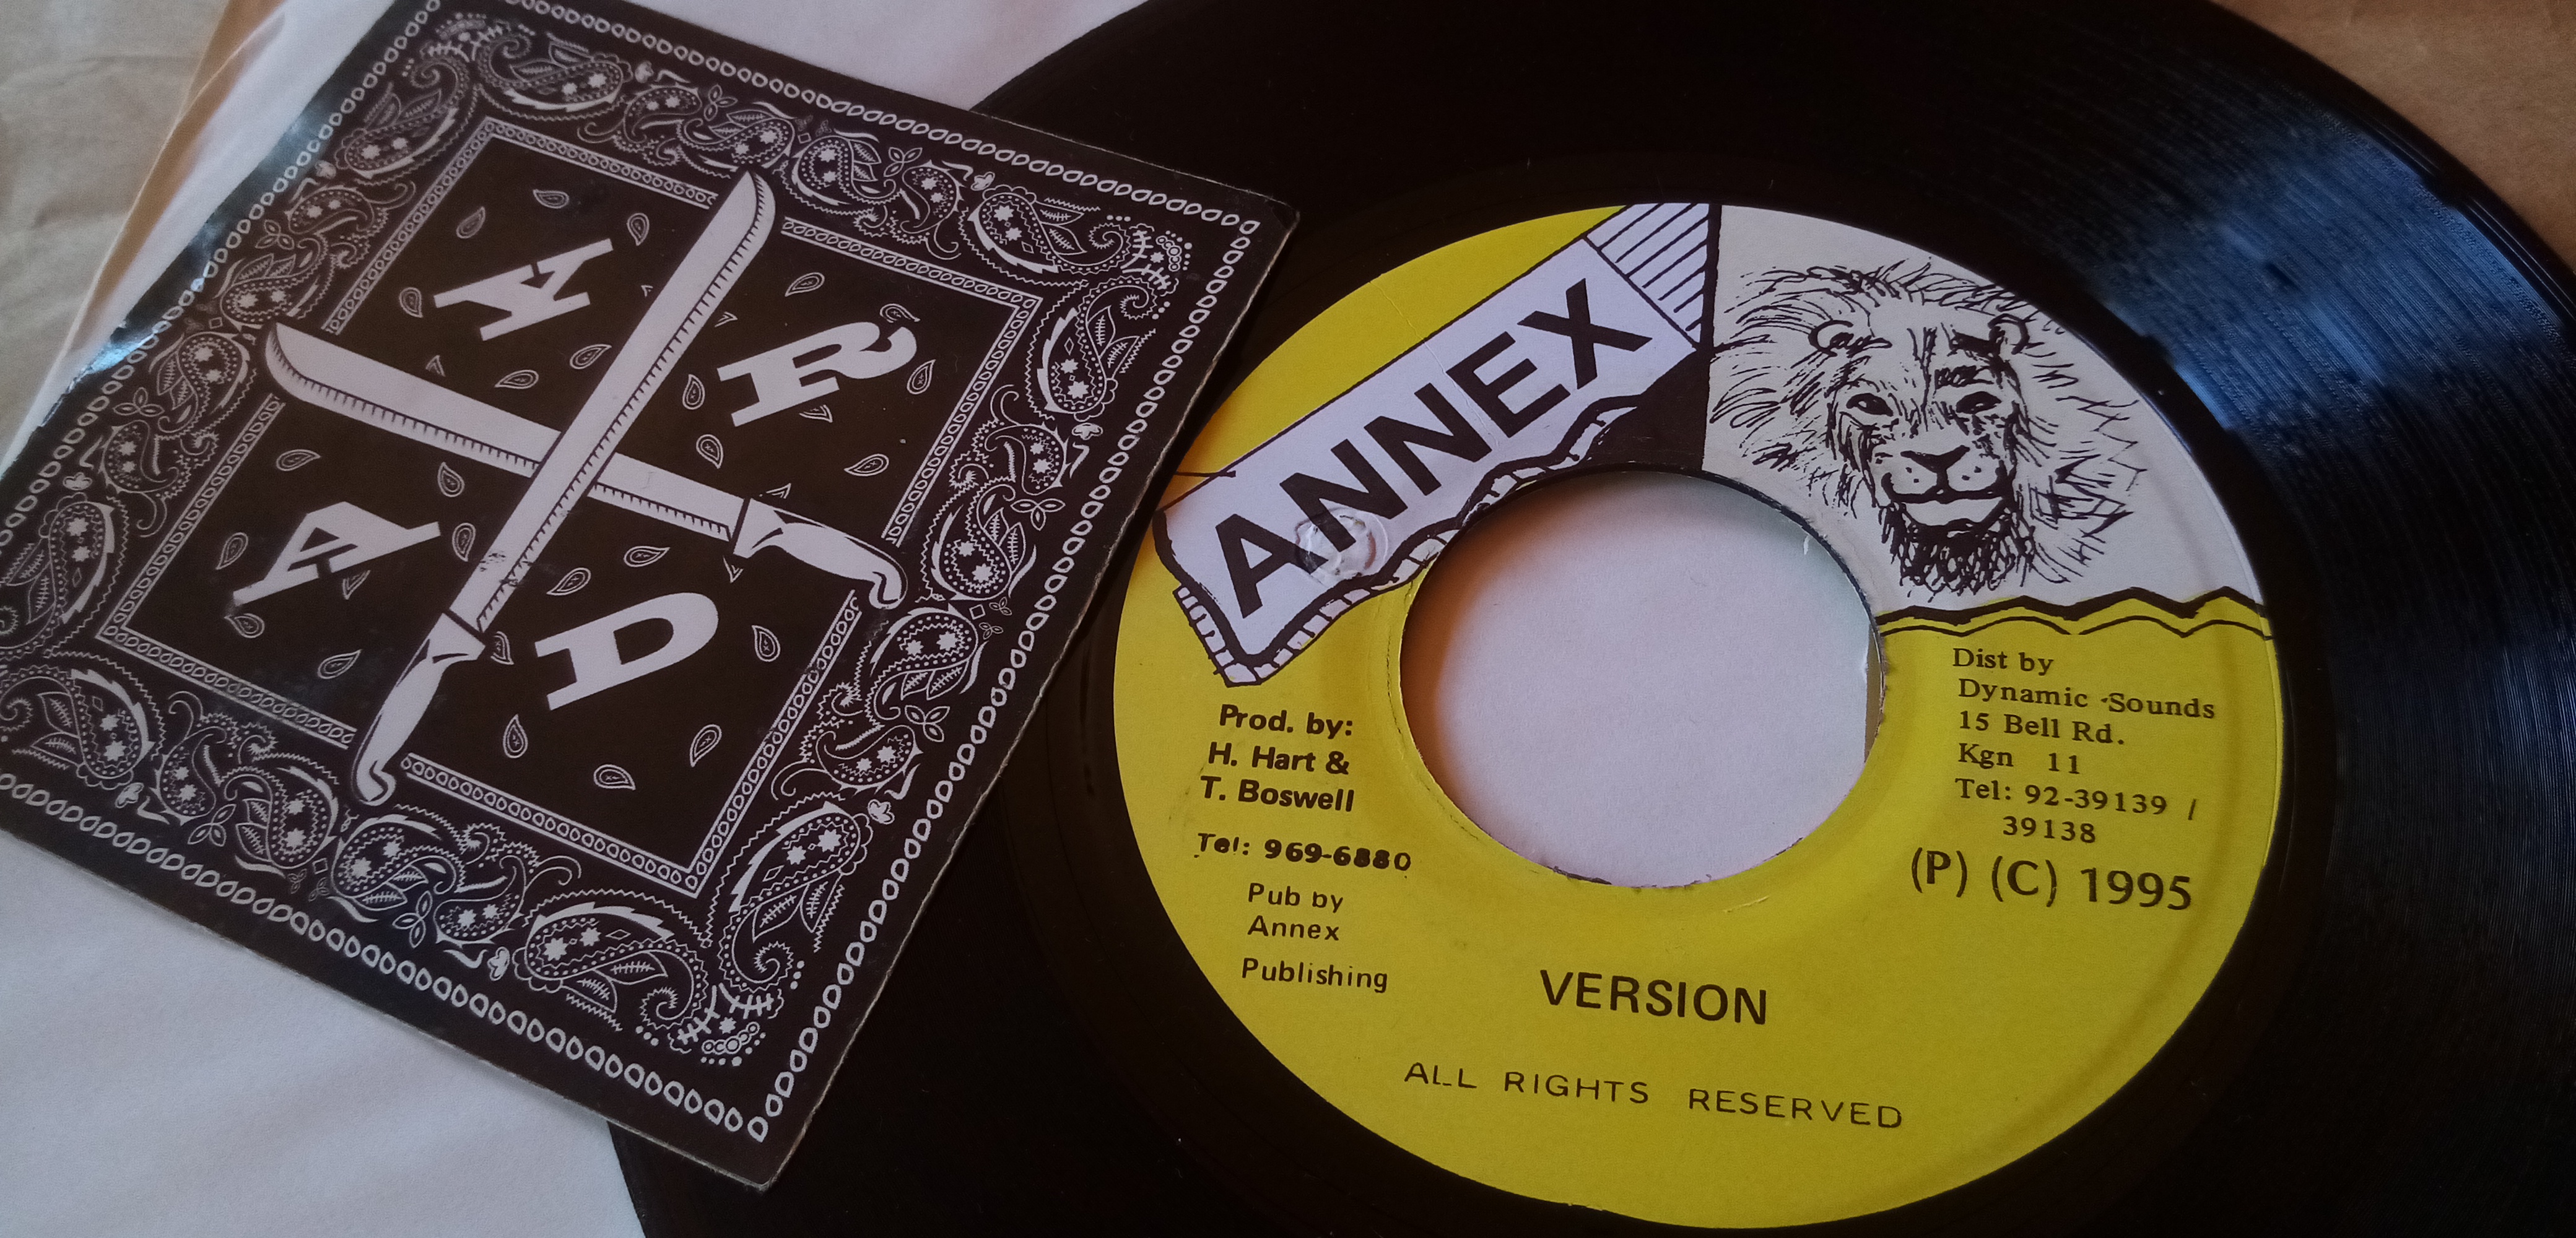 A R
A D
ANNEX
Prod. by:
H. Hart &
T. Boswell
Tel: 969-6880
Pub by
Annex
Publishing
Dist by
Dynamic Sounds
15 Bell Rd.
Kgn 11
Tel: 92-39139 /
39138
(P) (C) 1995
VERSION
ALL RIGHTS RESERVED